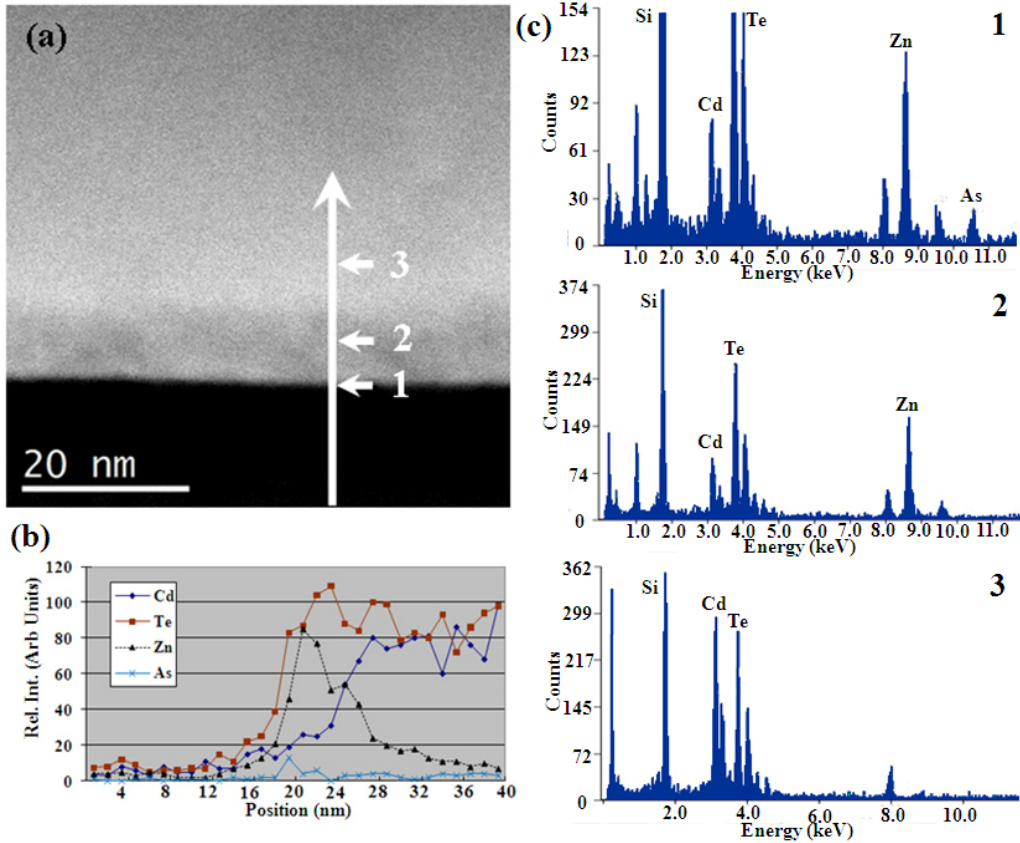 (a)
3
2
1
20 nm
(b)
Rel. Int. (Arb Units)
120
100
80
60
40
20
0
Cd
Te
Zn
As
4 8 12 16 20 24 28 32 36 40
Position (nm)
(c)
1
Counts
154
123
92
61
30
0
Si
Te
Cd
Zn
As
1.0 2.0 3.0 4.0 5.0 6.0 7.0 8.0 9.0 10.0 11.0
Energy (keV)
2
Counts
374
299
224
149
74
0
Si
Te
Cd
Zn
1.0 2.0 3.0 4.0 5.0 6.0 7.0 8.0 9.0 10.0 11.0
Energy (keV)
3
Counts
362
299
217
145
72
0
Si
Cd
Te
2.0 4.0 6.0 8.0 10.0
Energy (keV)